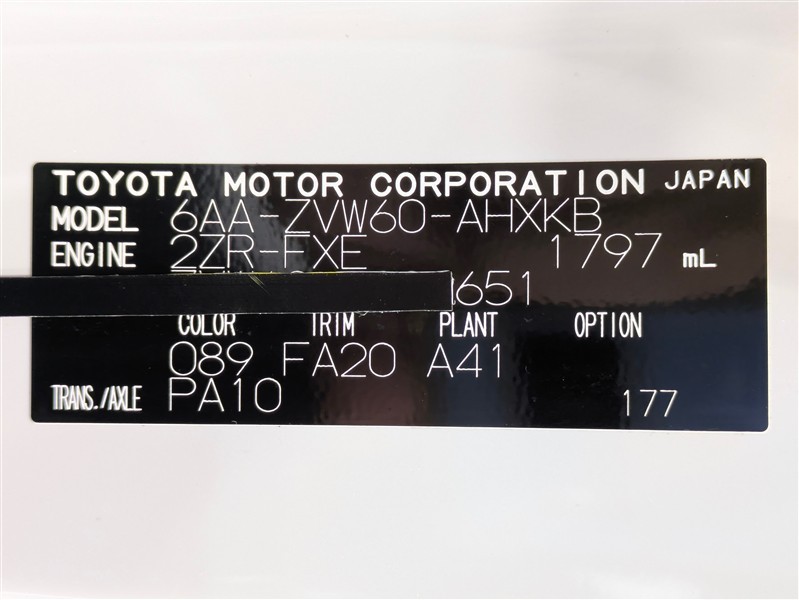 TOYOTA MOTOR CORPORATION JAPAN
MODEL 6AA-ZVW60-AHXKB
ENGINE 2ZR-FXE 1797 mL
651
COLOR TRIM PLANT OPTION
089 FA20 A41
TRANS./AXLE PA10 177